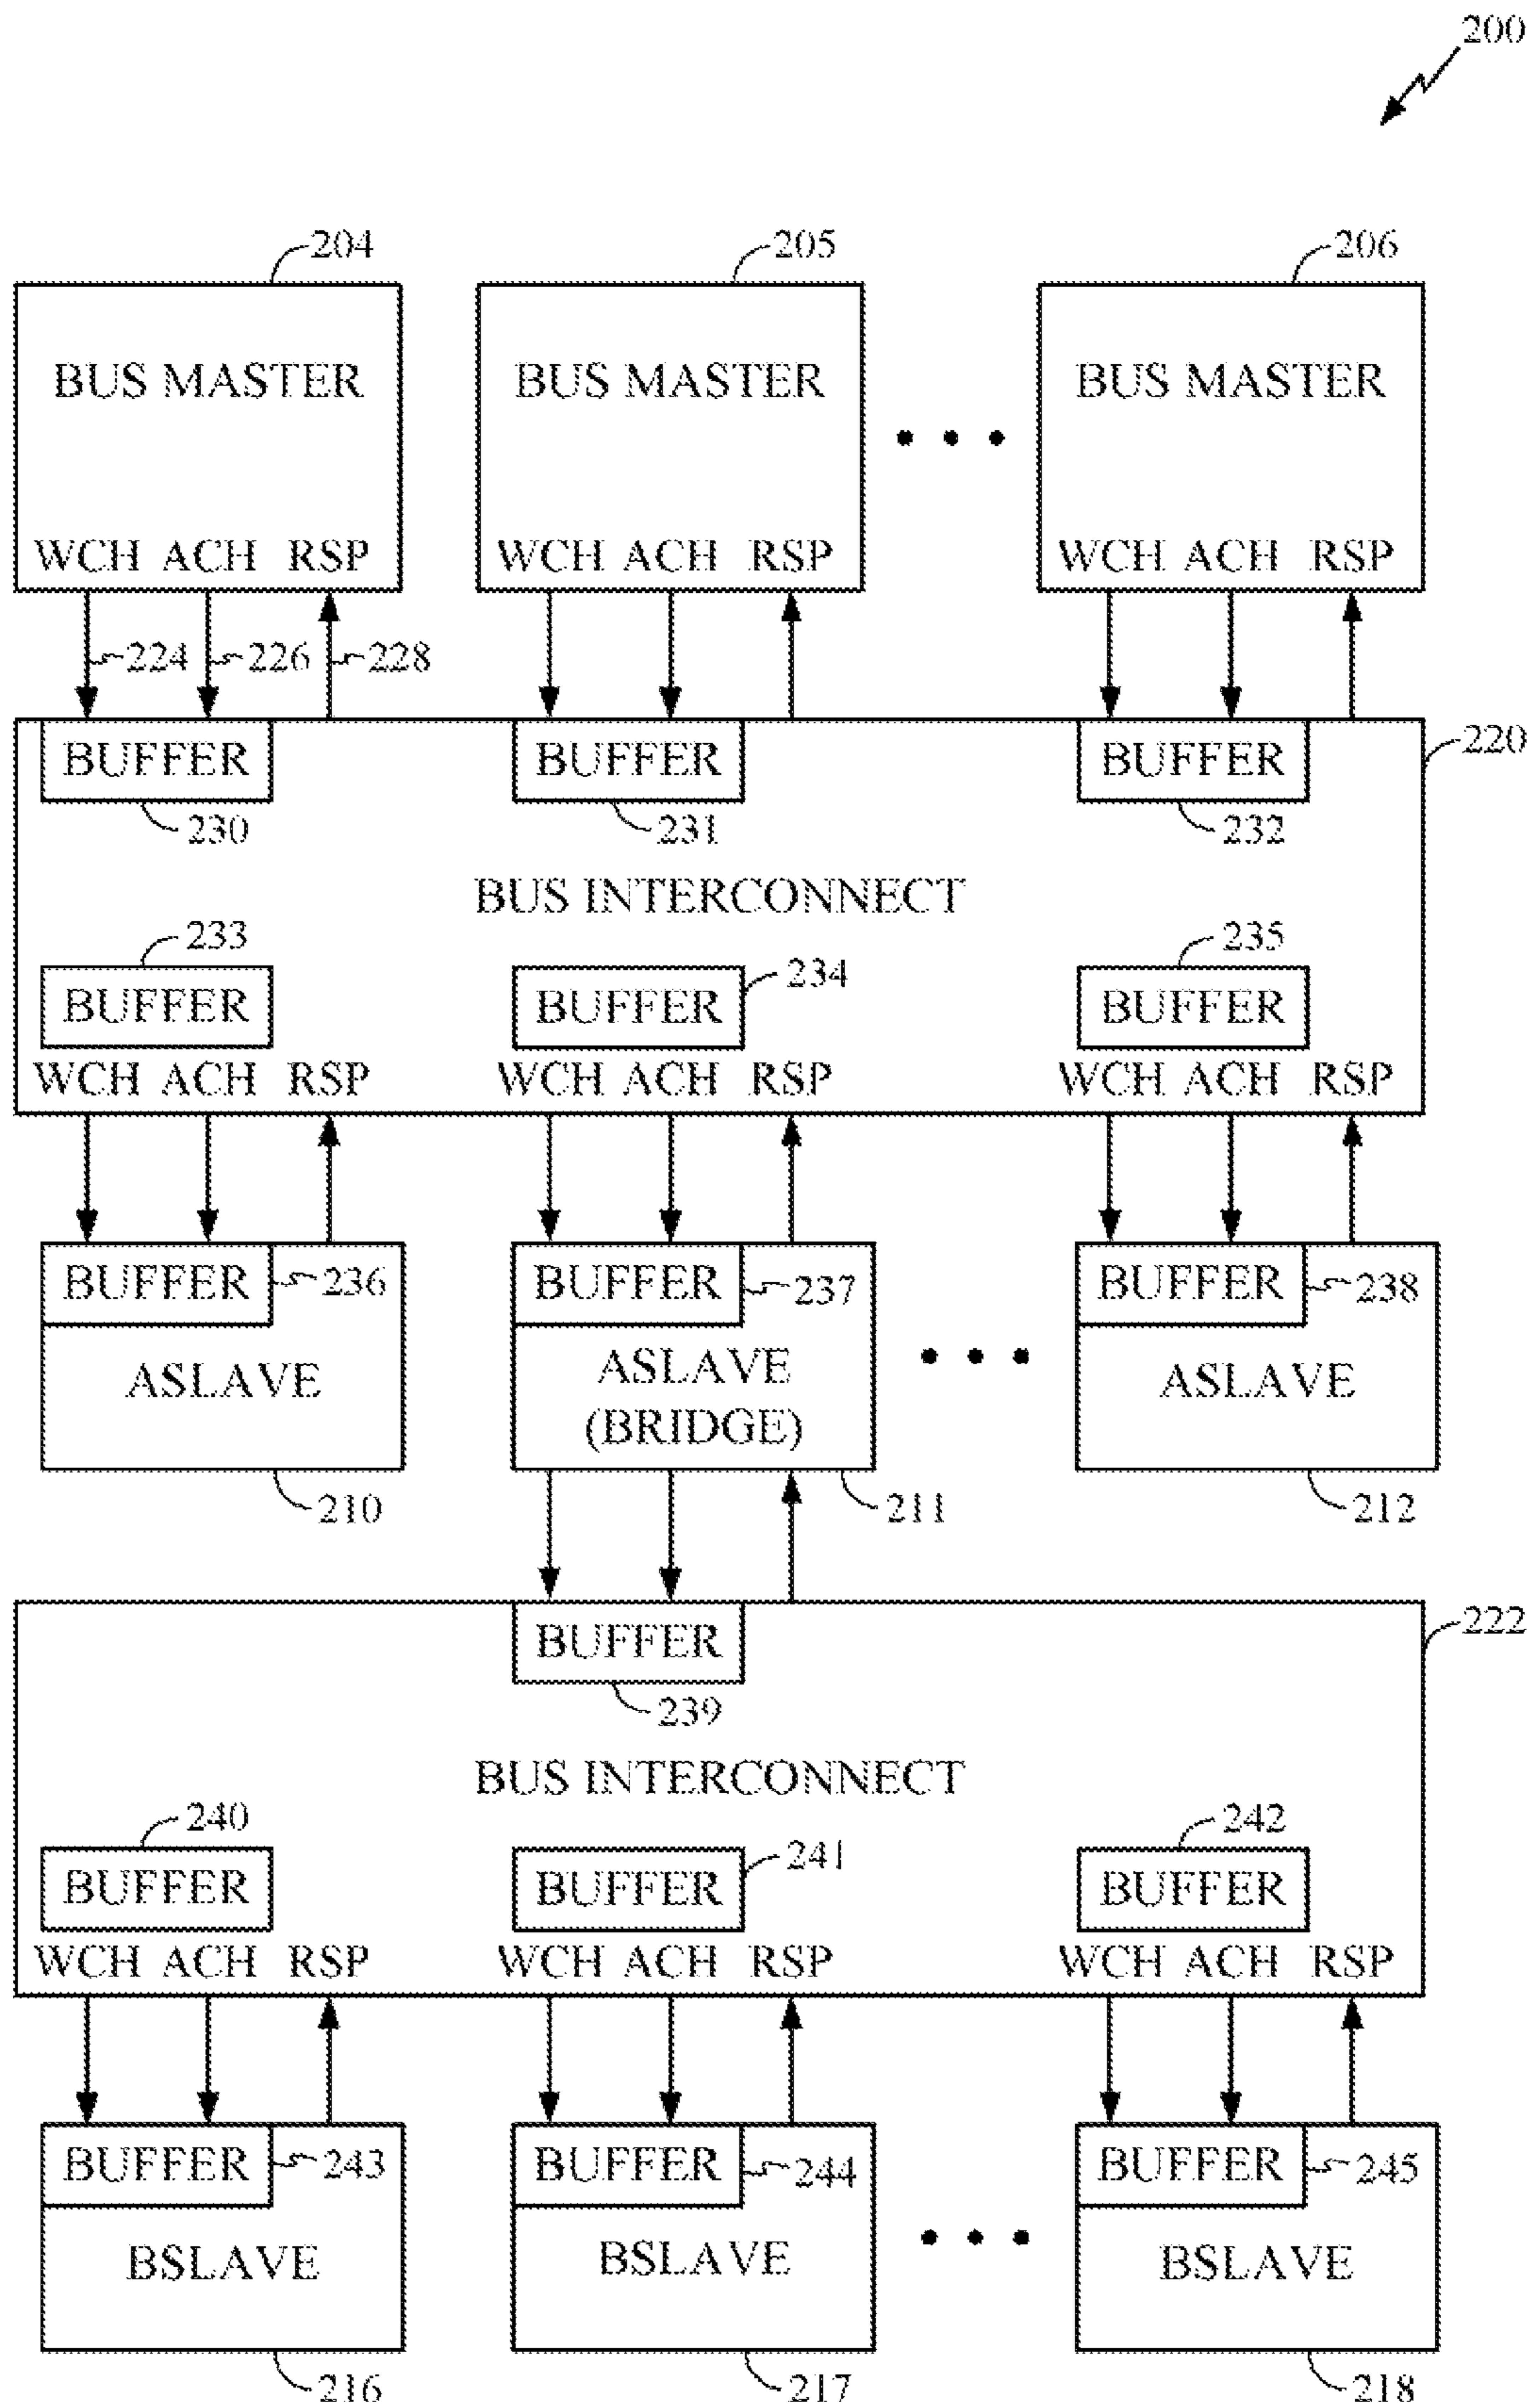 200
204 205 206
BUS MASTER BUS MASTER BUS MASTER
WCH ACH RSP WCH ACH RSP WCH ACH RSP
224 226 228
BUFFER BUFFER BUFFER 220
230 231 232
BUS INTERCONNECT
233 234 235
BUFFER BUFFER BUFFER
WCH ACH RSP WCH ACH RSP WCH ACH RSP
BUFFER 236 BUFFER 237 BUFFER 238
ASLAVE ASLAVE ASLAVE
(BRIDGE)
210 211 212
BUFFER 222
239
BUS INTERCONNECT
240 241 242
BUFFER BUFFER BUFFER
WCH ACH RSP WCH ACH RSP WCH ACH RSP
BUFFER 243 BUFFER 244 BUFFER 245
BSLAVE BSLAVE BSLAVE
216 217 218